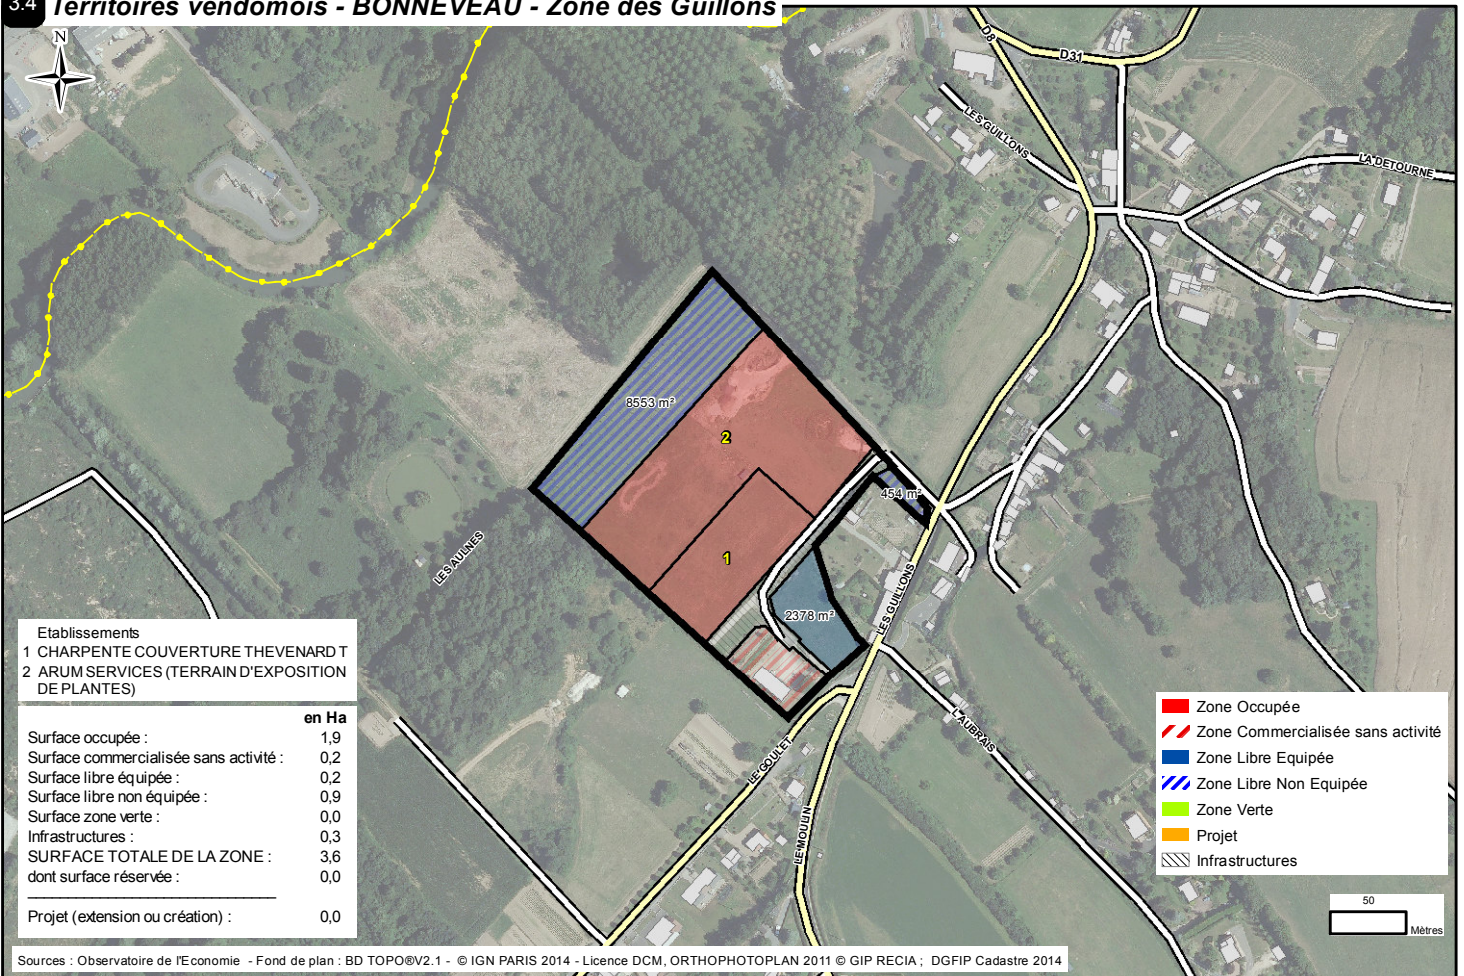 3.4 Territoires vendomois - BONNEVEAU - Zone des Guillons
N
D8
D31
LES GUILLONS
LA DETOURNE
8553 m²
2
454 m²
1
LES AULNES
2378 m²
LES GUILLONS
L'AUBRAIS
LE GOULET
LE MOULIN
Etablissements
1 CHARPENTE COUVERTURE THEVENARD T
2 ARUM SERVICES (TERRAIN D'EXPOSITION
DE PLANTES)
en Ha
Surface occupée : 1,9
Surface commercialisée sans activité : 0,2
Surface libre équipée : 0,2
Surface libre non équipée : 0,9
Surface zone verte : 0,0
Infrastructures : 0,3
SURFACE TOTALE DE LA ZONE : 3,6
dont surface réservée : 0,0
Projet (extension ou création) : 0,0
Zone Occupée
Zone Commercialisée sans activité
Zone Libre Equipée
Zone Libre Non Equipée
Zone Verte
Projet
Infrastructures
50
Mètres
Sources : Observatoire de l'Economie - Fond de plan : BD TOPO®V2.1 - © IGN PARIS 2014 - Licence DCM, ORTHOPHOTOPLAN 2011 © GIP RECIA ; DGFIP Cadastre 2014